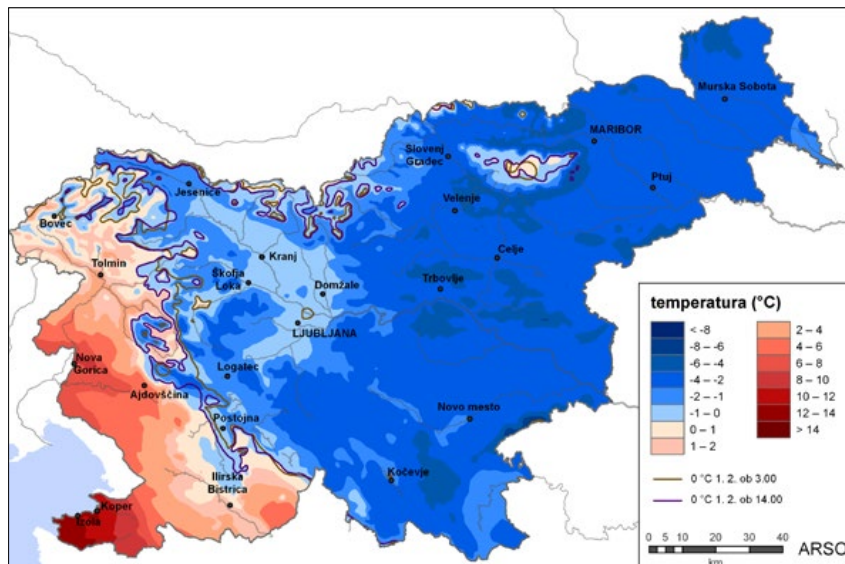 Murska Sobota
MARIBOR
Slovenj
Gradec
Jesenice
Ptuj
Velenje
Bovec
Celje
Kranj
Tolmin
Škofja
Loka
Domžale
Trbovlje
LJUBLJANA
Nova
Gorica
Logatec
Ajdovščina
Novo mesto
Postojna
Kočevje
Ilirska
Bistrica
Koper
Izola
temperatura (°C)
< -8
-8 – -6
-6 – -4
-4 – -2
-2 – -1
-1 – 0
0 – 1
1 – 2
2 – 4
4 – 6
6 – 8
8 – 10
10 – 12
12 – 14
> 14
0 °C 1. 2. ob 3.00
0 °C 1. 2. ob 14.00
0 5 10 20 30 40
km
ARSO